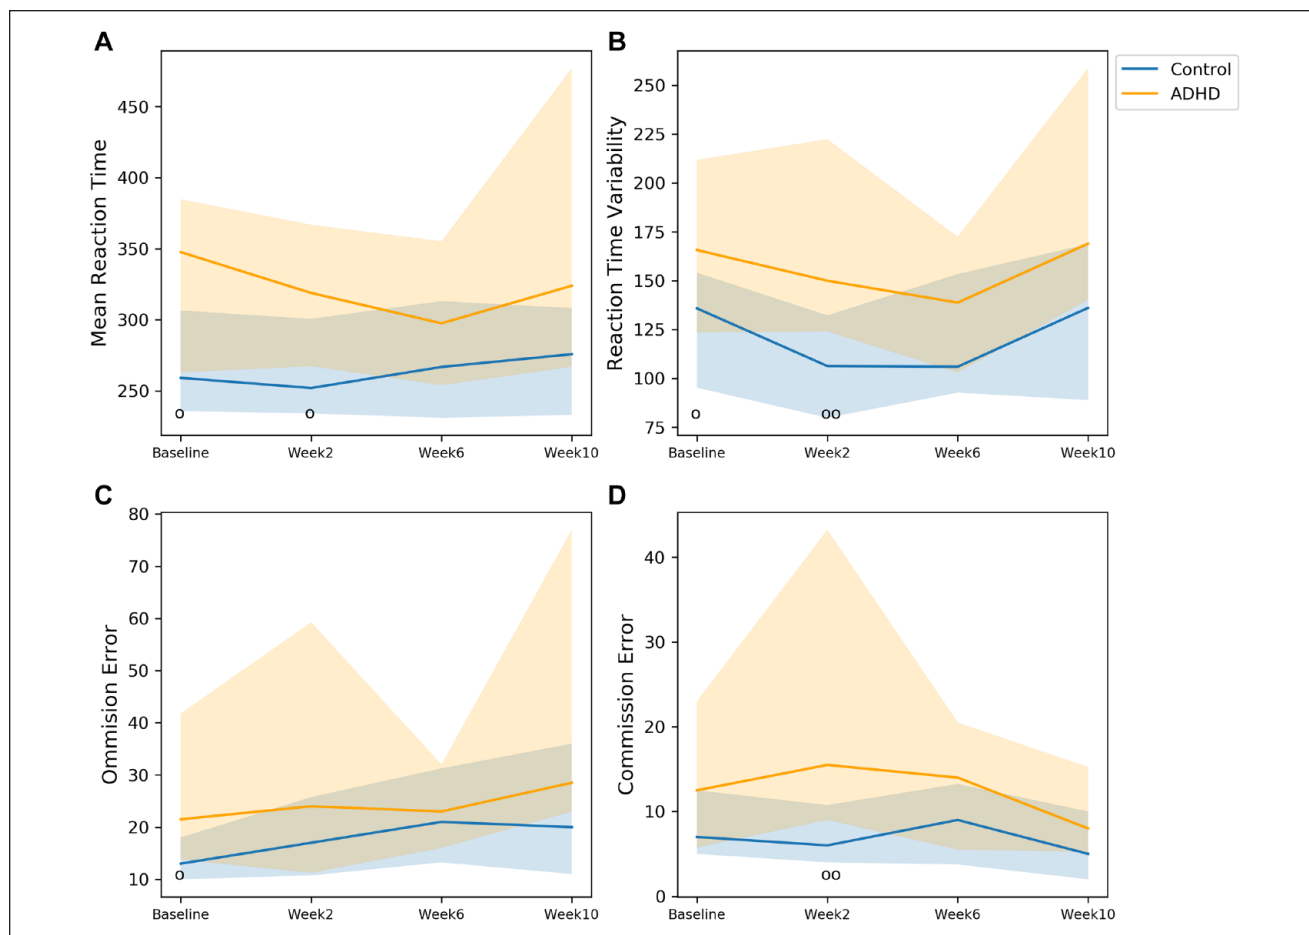 A
Mean Reaction Time
450
400
350
300
250
o o
Baseline Week2 Week6 Week10
B
Reaction Time Variability
250
225
200
175
150
125
100
75
o oo
Baseline Week2 Week6 Week10
Control
ADHD
C
Ommision Error
80
70
60
50
40
30
20
10
o
Baseline Week2 Week6 Week10
D
Commission Error
40
30
20
10
0
oo
Baseline Week2 Week6 Week10